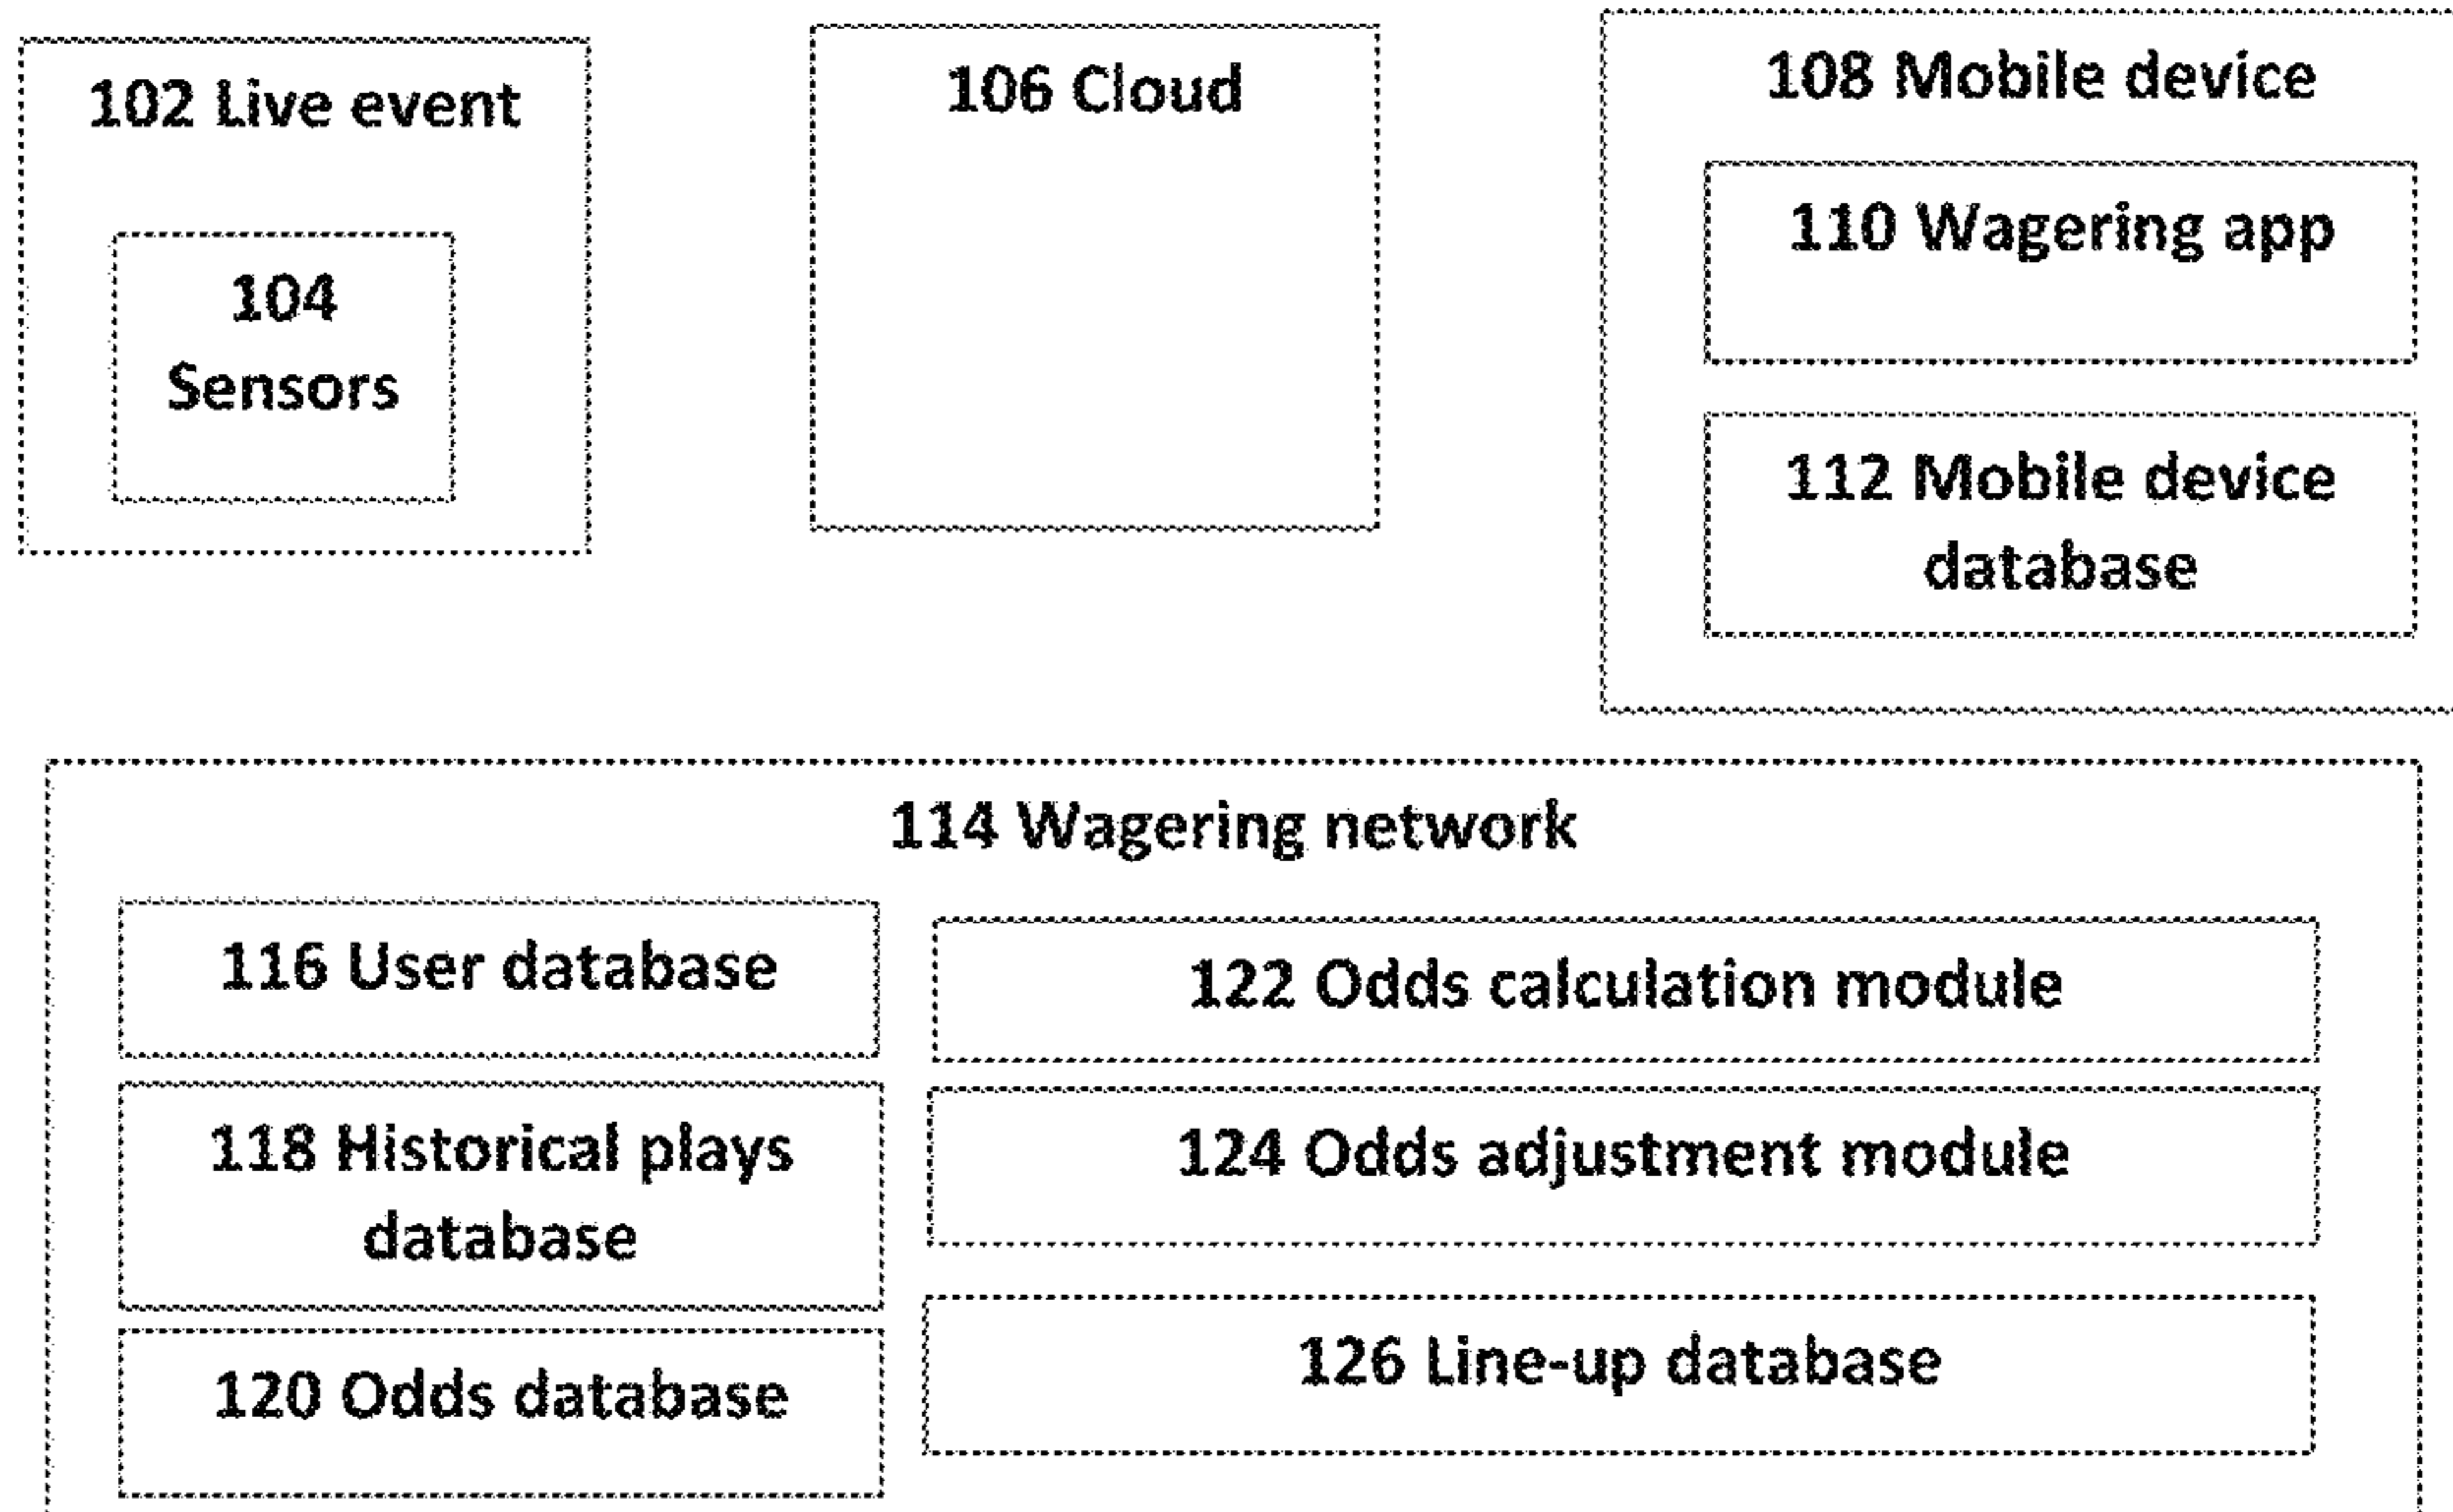 102 Live event
104
Sensors
106 Cloud
108 Mobile device
110 Wagering app
112 Mobile device
database
114 Wagering network
116 User database
118 Historical plays
database
120 Odds database
122 Odds calculation module
124 Odds adjustment module
126 Line-up database